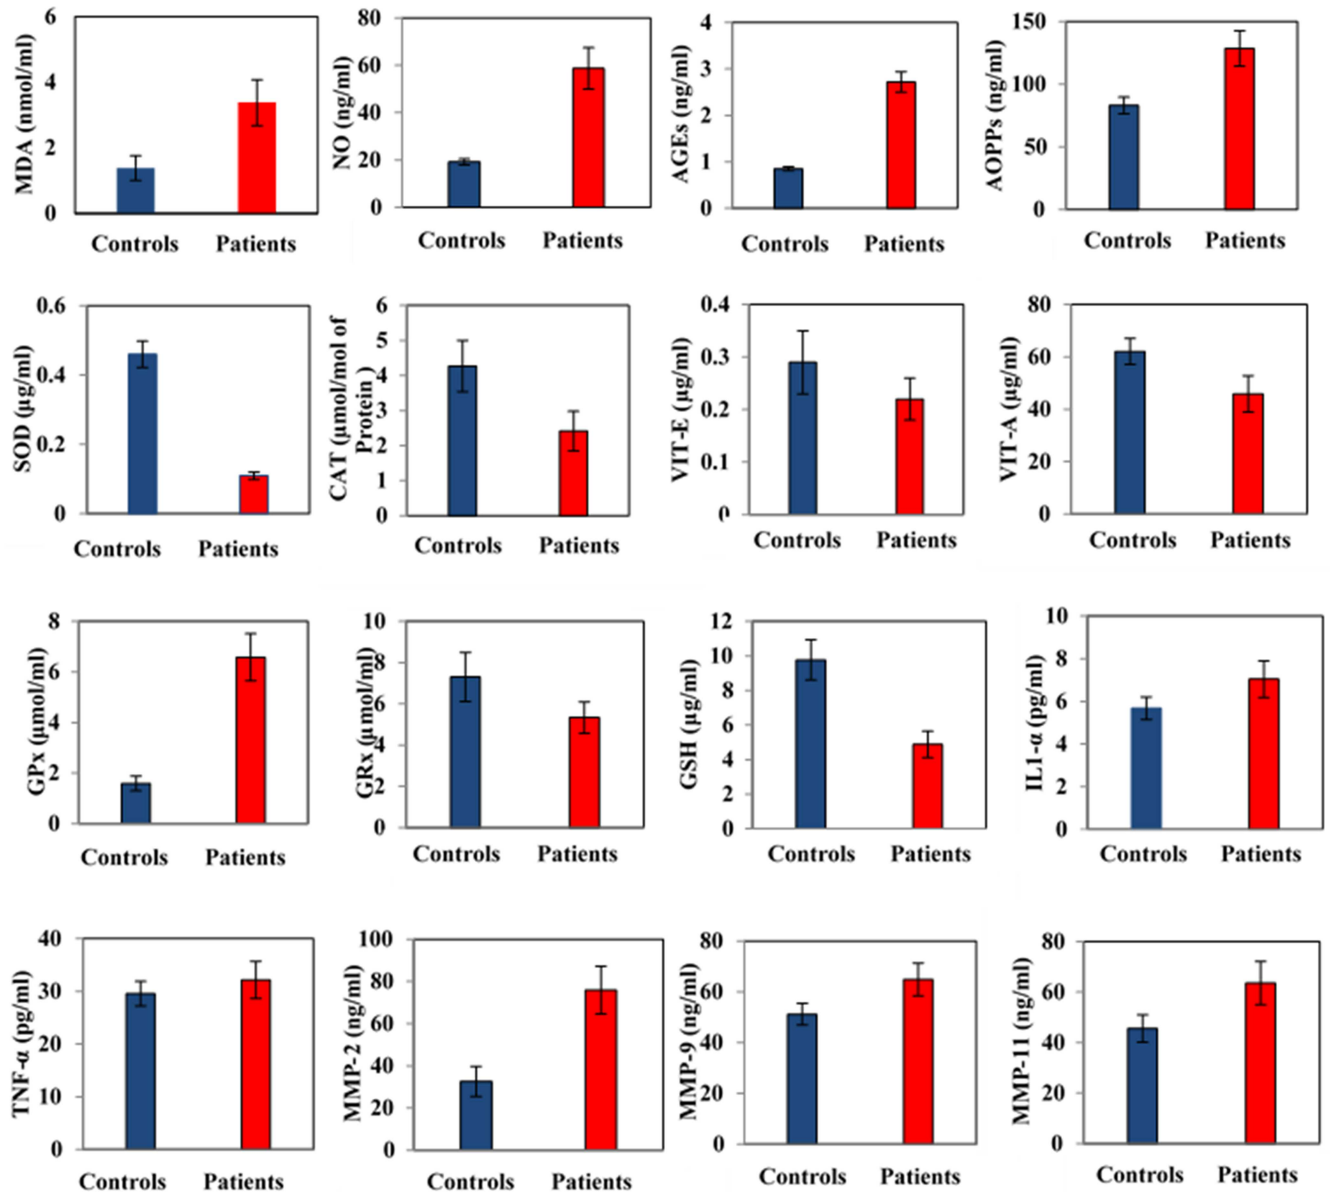 MDA (nmol/ml)
6
4
2
0
Controls Patients
NO (ng/ml)
80
60
40
20
0
Controls Patients
AGEs (ng/ml)
4
3
2
1
0
Controls Patients
AOPPs (ng/ml)
150
100
50
0
Controls Patients
SOD (µg/ml)
0.6
0.4
0.2
0
Controls Patients
CAT (µmol/mol of
Protein )
6
5
4
3
2
1
0
Controls Patients
VIT-E (µg/ml)
0.4
0.3
0.2
0.1
0
Controls Patients
VIT-A (µg/ml)
80
60
40
20
0
Controls Patients
GPx (µmol/ml)
8
6
4
2
0
Controls Patients
GRx (µmol/ml)
10
8
6
4
2
0
Controls Patients
GSH (µg/ml)
12
10
8
6
4
2
0
Controls Patients
IL1-α (pg/ml)
10
8
6
4
2
0
Controls Patients
TNF-α (pg/ml)
40
30
20
10
0
Controls Patients
MMP-2 (ng/ml)
100
80
60
40
20
0
Controls Patients
MMP-9 (ng/ml)
80
60
40
20
0
Controls Patients
MMP-11 (ng/ml)
80
60
40
20
0
Controls Patients